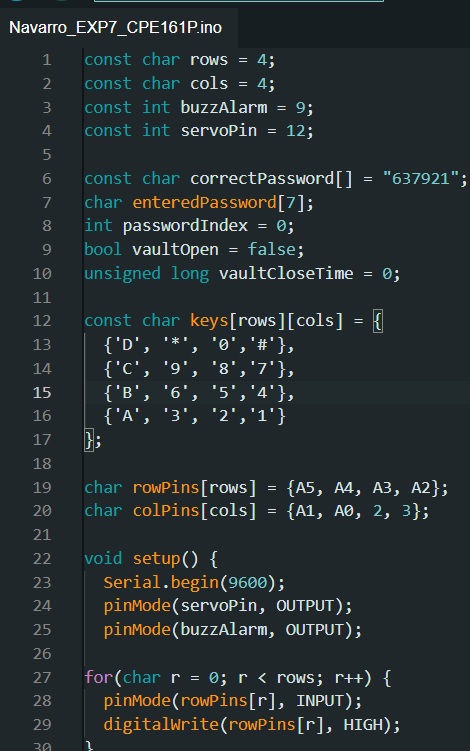 Navarro_EXP7_CPE161P.ino
1 const char rows = 4;
2 const char cols = 4;
3 const int buzzAlarm = 9;
4 const int servoPin = 12;
5
6 const char correctPassword[] = "637921";
7 char enteredPassword[7];
8 int passwordIndex = 0;
9 bool vaultOpen = false;
10 unsigned long vaultCloseTime = 0;
11
12 const char keys[rows][cols] = {
13 {'D', '*', '0','#'},
14 {'C', '9', '8','7'},
15 {'B', '6', '5','4'},
16 {'A', '3', '2','1'}
17 };
18
19 char rowPins[rows] = {A5, A4, A3, A2};
20 char colPins[cols] = {A1, A0, 2, 3};
21
22 void setup() {
23 Serial.begin(9600);
24 pinMode(servoPin, OUTPUT);
25 pinMode(buzzAlarm, OUTPUT);
26
27 for(char r = 0; r < rows; r++) {
28 pinMode(rowPins[r], INPUT);
29 digitalWrite(rowPins[r], HIGH);
30 }